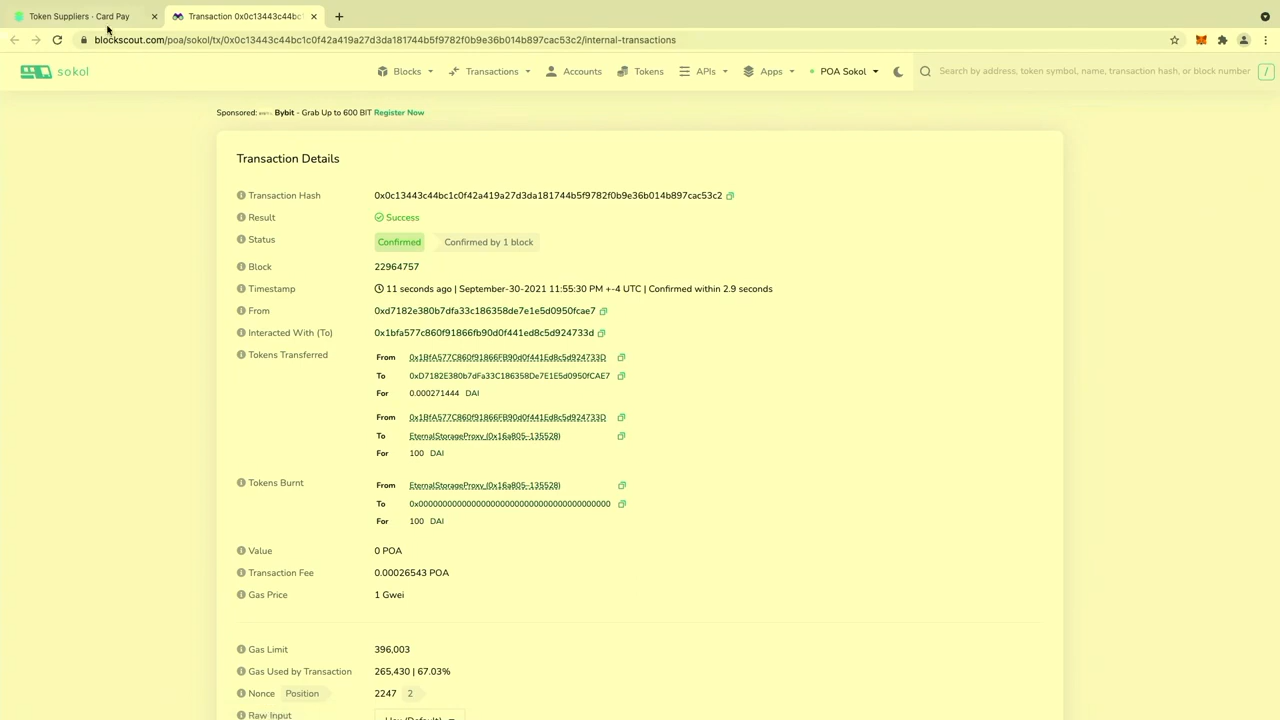 Token Suppliers · Card Pay
Transaction 0x0c13443c44bc1
blockscout.com/poa/sokol/tx/0x0c13443c44bc1c0f42a419a27d3da181744b5f9782f0b9e36b014b897cac53c2/internal-transactions
sokol
Blocks
Transactions
Accounts
Tokens
APIs
Apps
POA Sokol
Search by address, token symbol, name, transaction hash, or block number
/
Sponsored: Bybit - Grab Up to 600 BIT Register Now
Transaction Details
Transaction Hash 0x0c13443c44bc1c0f42a419a27d3da181744b5f9782f0b9e36b014b897cac53c2
Result Success
Status Confirmed Confirmed by 1 block
Block 22964757
Timestamp 11 seconds ago | September-30-2021 11:55:30 PM +-4 UTC | Confirmed within 2.9 seconds
From 0xd7182e380b7dfa33c186358de7e1e5d0950fcae7
Interacted With (To) 0x1bfa577c860f91866fb90d0f441ed8c5d924733d
Tokens Transferred From 0x1BfA577C860f91866FB90d0f441Ed8c5d924733D
To 0xD7182E380b7dFa33C186358De7E1E5d0950fCAE7
For 0.000271444 DAI
From 0x1BfA577C860f91866FB90d0f441Ed8c5d924733D
To EternalStorageProxy (0x16a805–135528)
For 100 DAI
Tokens Burnt From EternalStorageProxy (0x16a805–135528)
To 0x0000000000000000000000000000000000000000
For 100 DAI
Value 0 POA
Transaction Fee 0.00026543 POA
Gas Price 1 Gwei
Gas Limit 396,003
Gas Used by Transaction 265,430 | 67.03%
Nonce Position 2247 2
Raw Input Hex (Default)